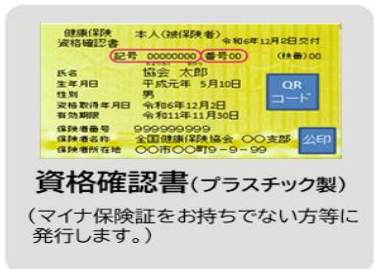 健康保険 本人(被保険者)
資格確認書 令和6年12月2日交付
記号 00000000 番号00 (枝番)00
氏名 協会 太郎
生年月日 平成元年 5月10日
性別 男
資格取得年月日 令和6年12月2日
有効期限 令和11年11月30日
保険者番号 999999999
保険者名称 全国健康保険協会 〇〇支部
保険者所在地 〇〇市〇〇町9-9-99
QR
コード
公印
資格確認書(プラスチック製)
(マイナ保険証をお持ちでない方等に
発行します。)